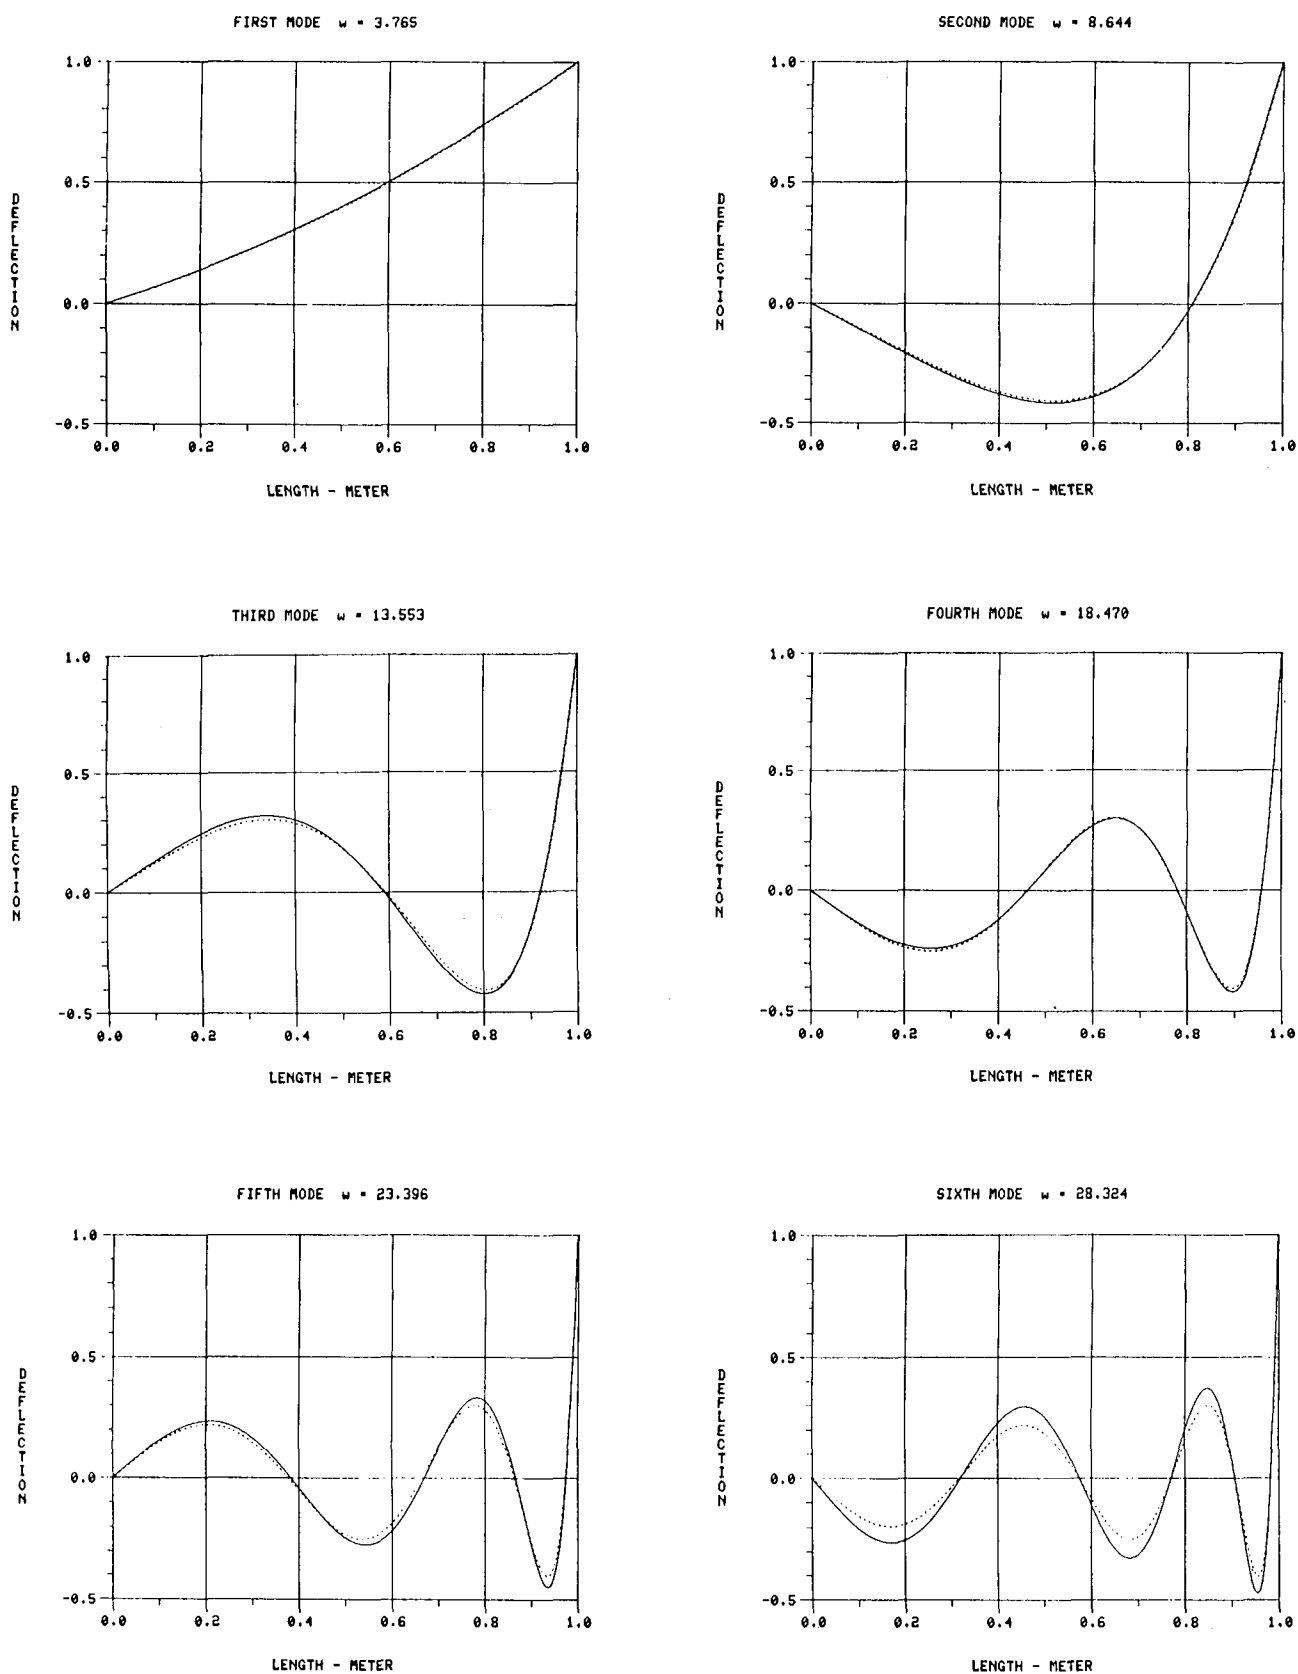 FIRST MODE w = 3.765
1.0
0.5
0.0
-0.5
DEFLECTION
0.0 0.2 0.4 0.6 0.8 1.0
LENGTH - METER
SECOND MODE w = 8.644
1.0
0.5
0.0
-0.5
DEFLECTION
0.0 0.2 0.4 0.6 0.8 1.0
LENGTH - METER
THIRD MODE w = 13.553
1.0
0.5
0.0
-0.5
DEFLECTION
0.0 0.2 0.4 0.6 0.8 1.0
LENGTH - METER
FOURTH MODE w = 18.470
1.0
0.5
0.0
-0.5
DEFLECTION
0.0 0.2 0.4 0.6 0.8 1.0
LENGTH - METER
FIFTH MODE w = 23.396
1.0
0.5
0.0
-0.5
DEFLECTION
0.0 0.2 0.4 0.6 0.8 1.0
LENGTH - METER
SIXTH MODE w = 28.324
1.0
0.5
0.0
-0.5
DEFLECTION
0.0 0.2 0.4 0.6 0.8 1.0
LENGTH - METER